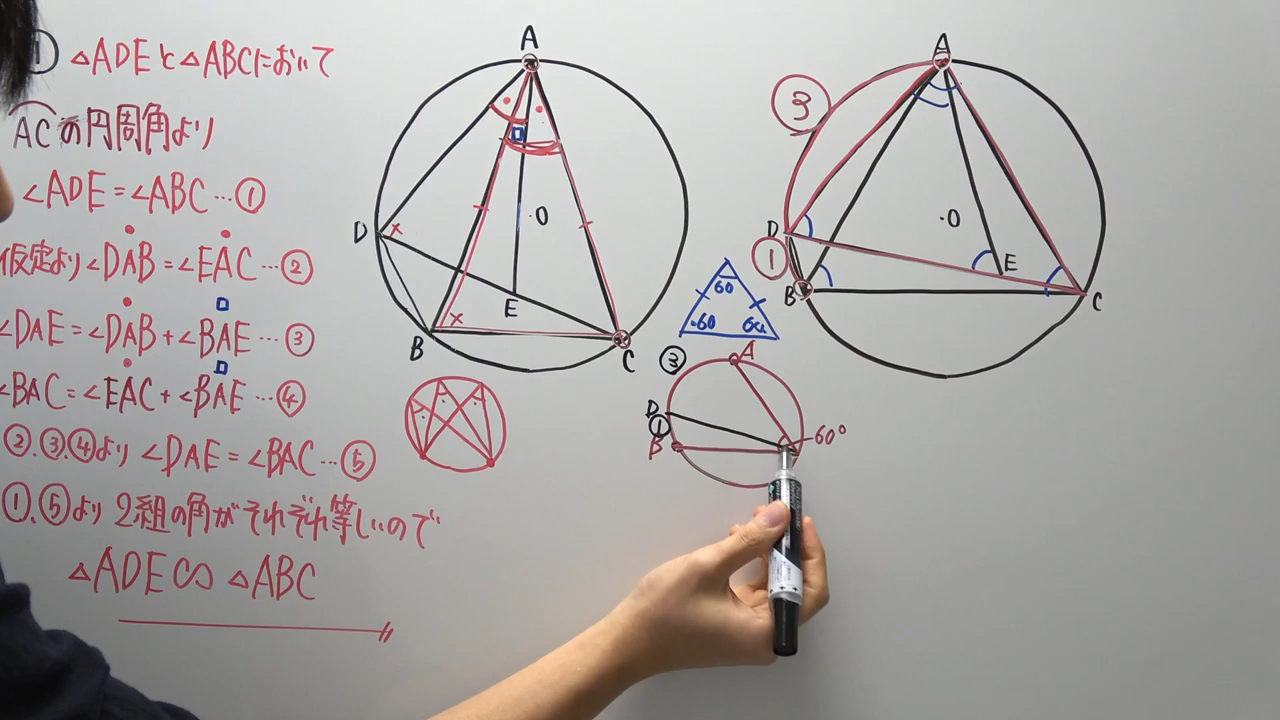 ① △ADEと△ABCにおいて
ACの円周角より
∠ADE=∠ABC…①
仮定より∠DAB=∠EAC…②
∠DAE=∠DAB+∠BAE…③
∠BAC=∠EAC+∠BAE…④
②.③.④より ∠DAE=∠BAC…⑤
①.⑤より 2組の角がそれぞれ等しいので
△ADE∽△ABC
A
D
×
・O
E
×
B
C
A
③
D
①
・O
E
B
C
60
60
60
③
A
D
①
B
60°